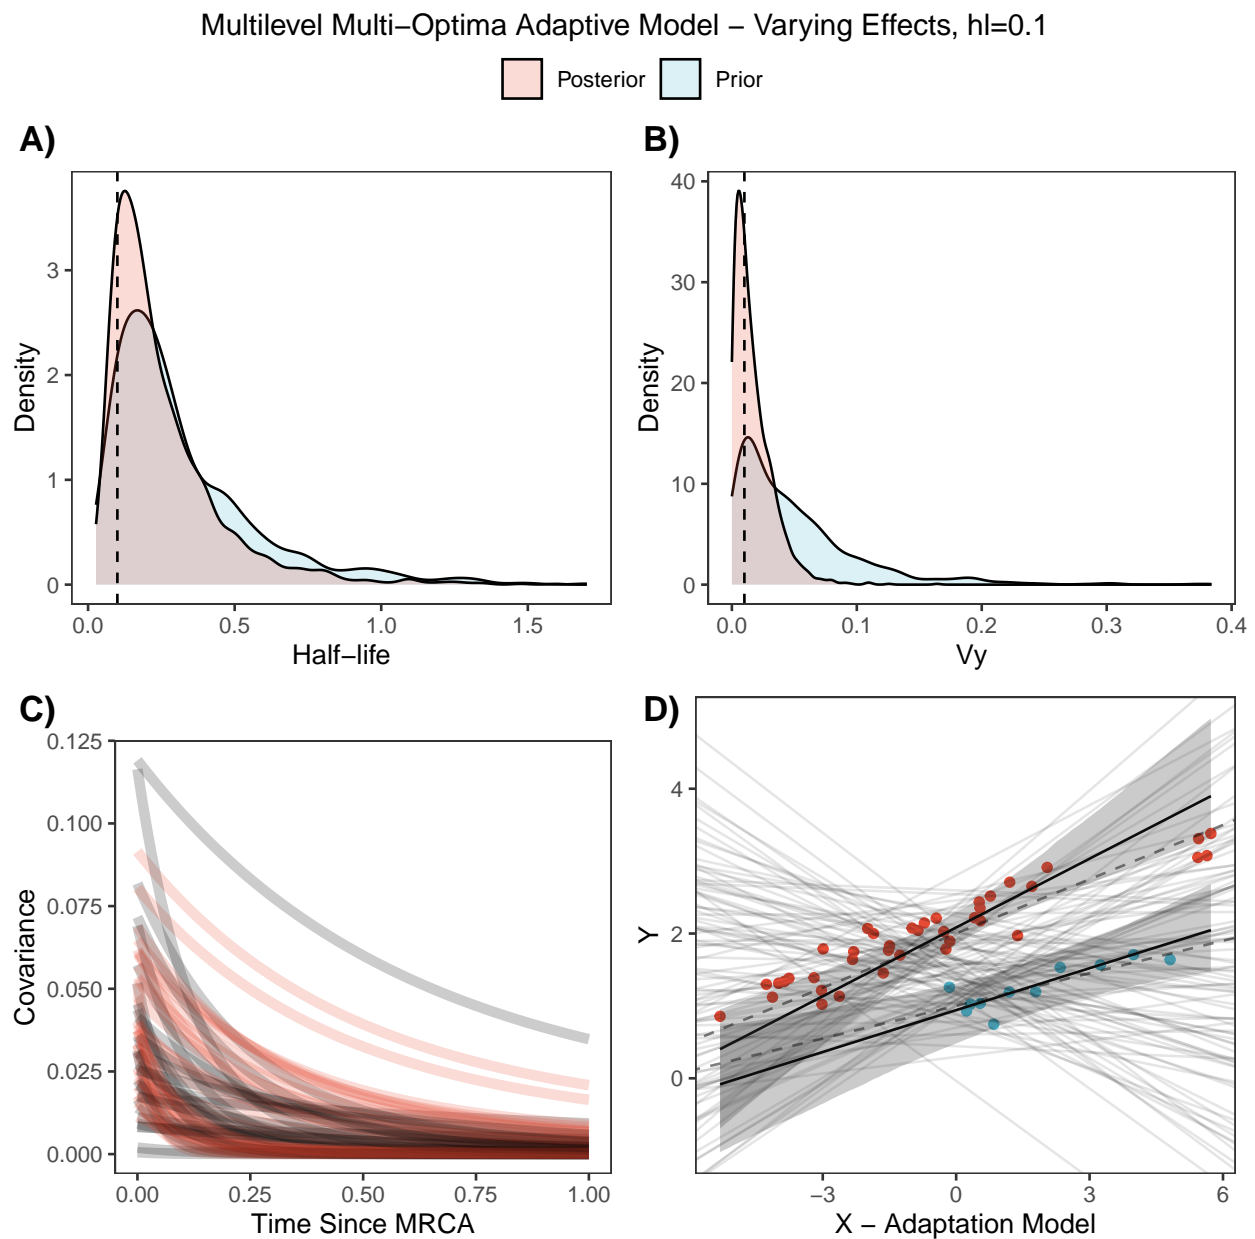 Multilevel Multi−Optima Adaptive Model − Varying Effects, hl=0.1
Posterior Prior
A)
Density
0
1
2
3
0.0 0.5 1.0 1.5
Half−life
B)
Density
0
10
20
30
40
0.0 0.1 0.2 0.3 0.4
Vy
C)
Covariance
0.125
0.100
0.075
0.050
0.025
0.000
0.00 0.25 0.50 0.75 1.00
Time Since MRCA
D)
Y
4
2
0
−3 0 3 6
X − Adaptation Model